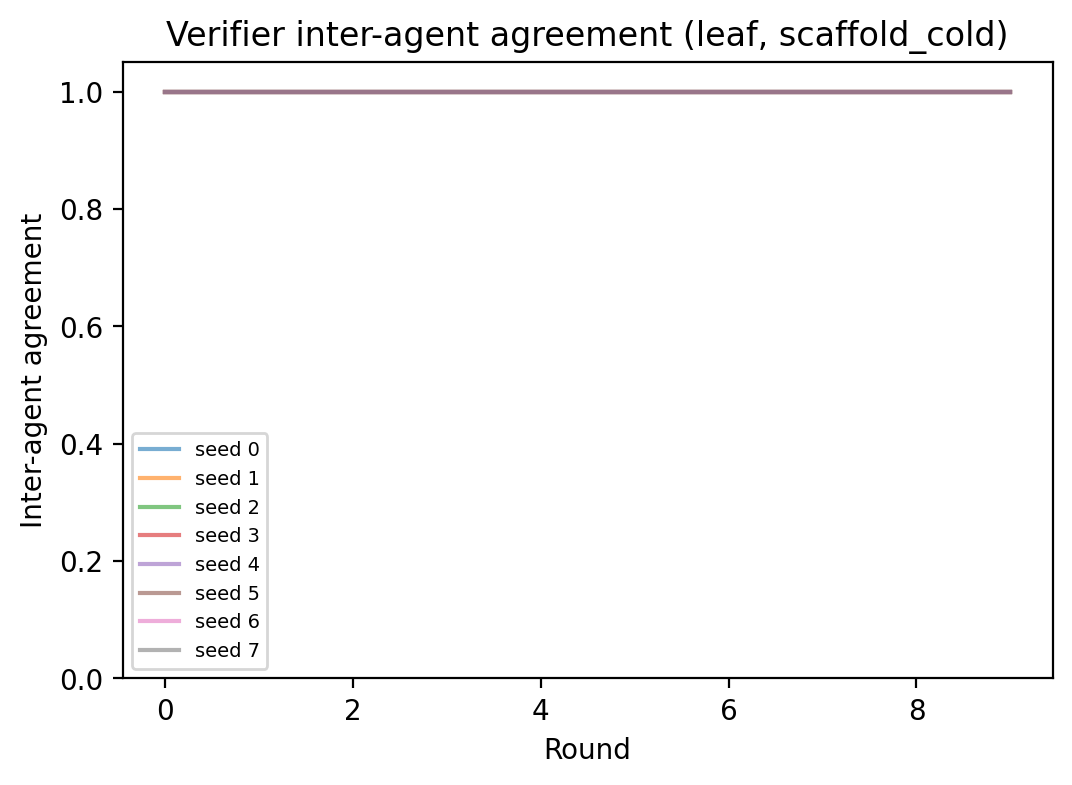 Verifier inter-agent agreement (leaf, scaffold_cold)
Inter-agent agreement
1.0
0.8
0.6
0.4
0.2
0.0
seed 0
seed 1
seed 2
seed 3
seed 4
seed 5
seed 6
seed 7
0 2 4 6 8
Round